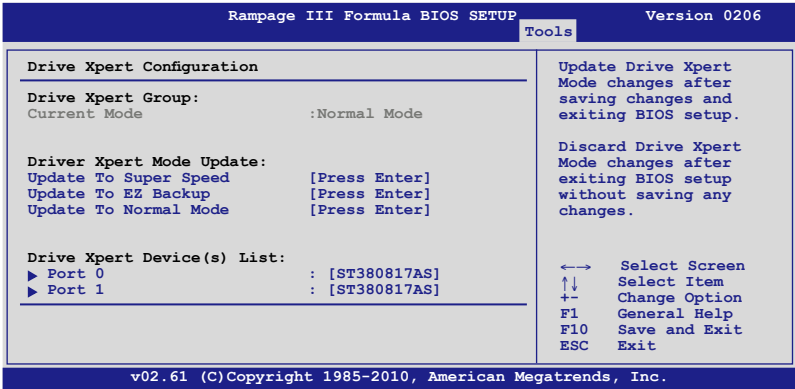 Rampage III Formula BIOS SETUP Version 0206
Tools
Drive Xpert Configuration
Drive Xpert Group:
Current Mode :Normal Mode
Driver Xpert Mode Update:
Update To Super Speed [Press Enter]
Update To EZ Backup [Press Enter]
Update To Normal Mode [Press Enter]
Drive Xpert Device(s) List:
▶ Port 0 : [ST380817AS]
▶ Port 1 : [ST380817AS]
Update Drive Xpert
Mode changes after
saving changes and
exiting BIOS setup.
Discard Drive Xpert
Mode changes after
exiting BIOS setup
without saving any
changes.
←→ Select Screen
↑↓ Select Item
+- Change Option
F1 General Help
F10 Save and Exit
ESC Exit
v02.61 (C)Copyright 1985-2010, American Megatrends, Inc.